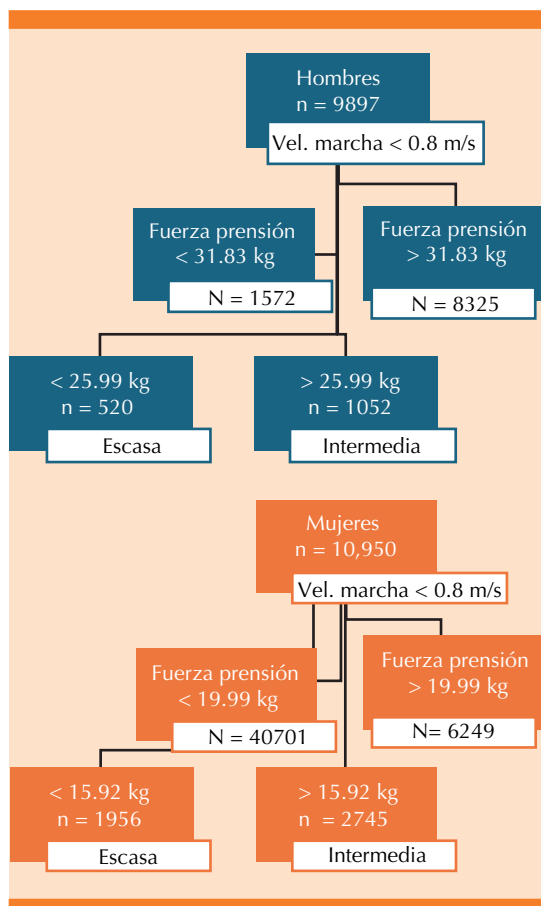 Hombres
n = 9897
Vel. marcha < 0.8 m/s
Fuerza prensión
< 31.83 kg
N = 1572
Fuerza prensión
> 31.83 kg
N = 8325
< 25.99 kg
n = 520
Escasa
> 25.99 kg
n = 1052
Intermedia
Mujeres
n = 10,950
Vel. marcha < 0.8 m/s
Fuerza prensión
< 19.99 kg
N = 40701
Fuerza prensión
> 19.99 kg
N= 6249
< 15.92 kg
n = 1956
Escasa
> 15.92 kg
n = 2745
Intermedia